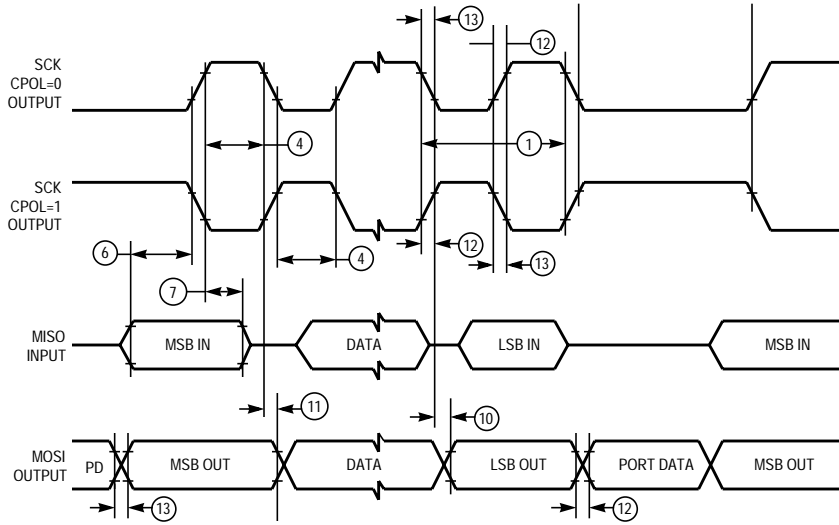 13
12
SCK
CPOL=0
OUTPUT
4
1
SCK
CPOL=1
OUTPUT
6
12
4
13
7
MISO
INPUT
MSB IN
DATA
LSB IN
MSB IN
11
10
MOSI
OUTPUT
PD
MSB OUT
DATA
LSB OUT
PORT DATA
MSB OUT
13
12